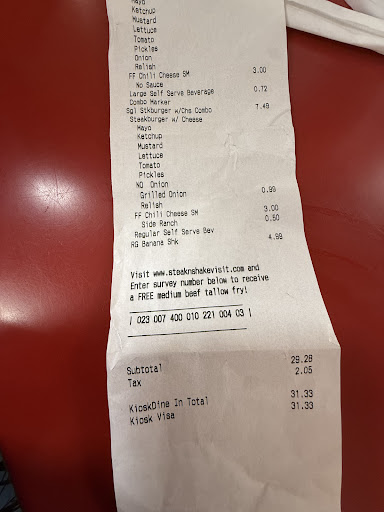 Mayo
Ketchup
Mustard
Lettuce
Tomato
Pickles
Onion
Relish
FF Chili Cheese SM 3.00
No Sauce
Large Self Serve Beverage 0.72
Combo Marker
Sgl Stkburger w/Chs Combo 7.49
Steakburger w/ Cheese
Mayo
Ketchup
Mustard
Lettuce
Tomato
Pickles
NO Onion
Grilled Onion 0.99
Relish
FF Chili Cheese SM 3.00
Side Ranch 0.50
Regular Self Serve Bev
RG Banana Shk 4.99
Visit www.steaknshakevisit.com and
Enter survey number below to receive
a FREE medium beef tallow fry!
| 023 007 400 010 221 004 03 |
Subtotal 29.28
Tax 2.05
KioskDine In Total 31.33
Kiosk Visa 31.33